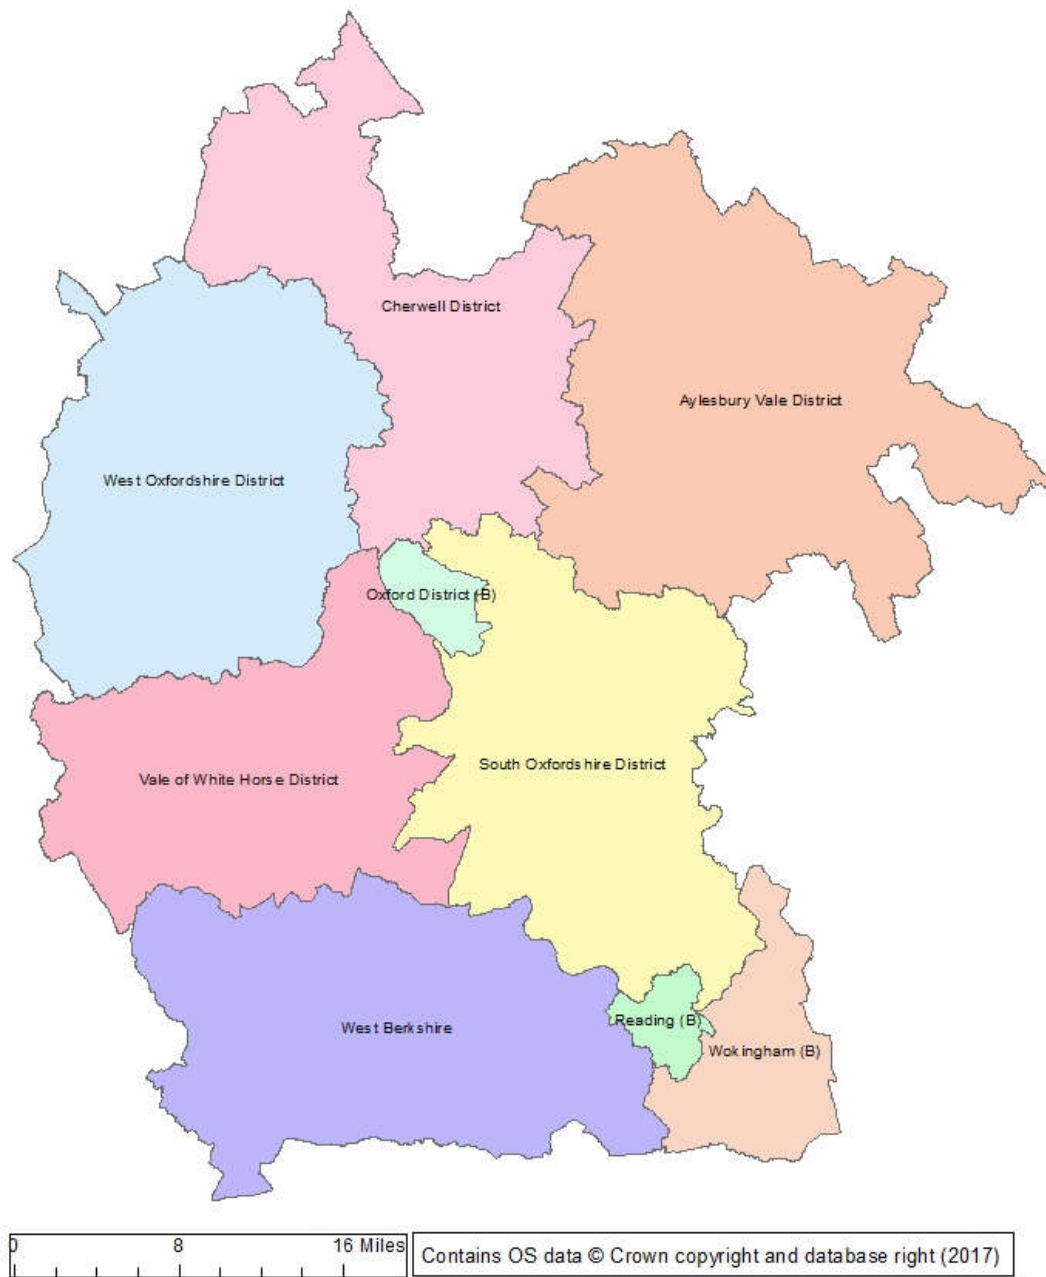 Cherwell District
Aylesbury Vale District
West Oxfordshire District
Oxford District (B)
South Oxfordshire District
Vale of White Horse District
Reading (B)
West Berkshire
Wokingham (B)
0 8 16 Miles
Contains OS data © Crown copyright and database right (2017)